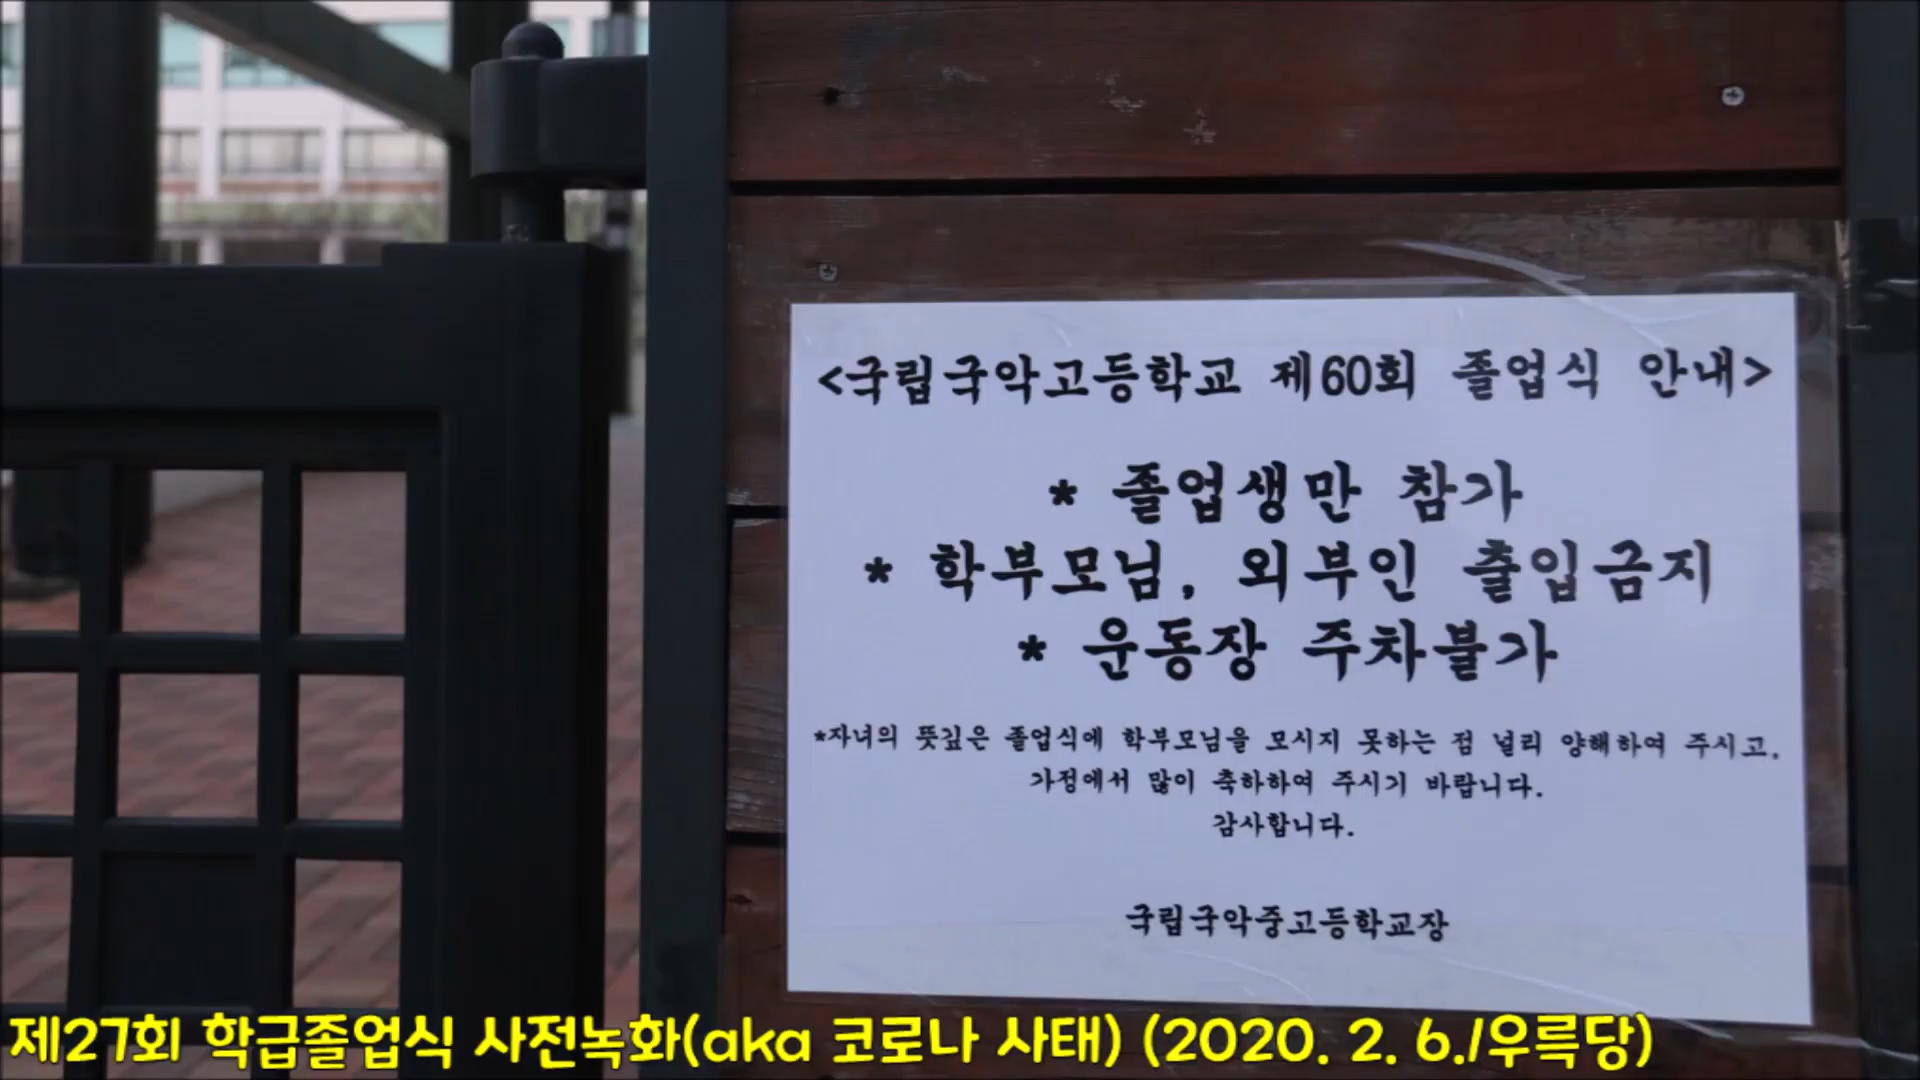 <국립국악고등학교 제60회 졸업식 안내>
* 졸업생만 참가
* 학부모님, 외부인 출입금지
* 운동장 주차불가
*자녀의 뜻깊은 졸업식에 학부모님을 모시지 못하는 점 널리 양해하여 주시고,
가정에서 많이 축하하여 주시기 바랍니다.
감사합니다.
국립국악중고등학교장
제27회 학급졸업식 사전녹화(aka 코로나 사태) (2020. 2. 6./우륵당)